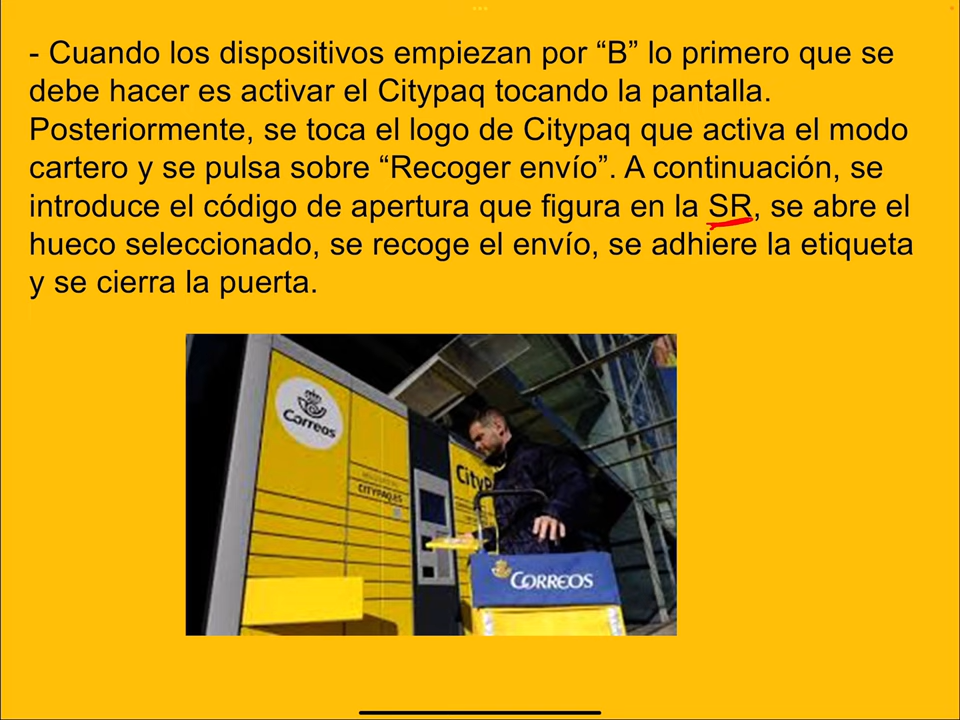 - Cuando los dispositivos empiezan por “B” lo primero que se
debe hacer es activar el Citypaq tocando la pantalla.
Posteriormente, se toca el logo de Citypaq que activa el modo
cartero y se pulsa sobre “Recoger envío”. A continuación, se
introduce el código de apertura que figura en la SR, se abre el
hueco seleccionado, se recoge el envío, se adhiere la etiqueta
y se cierra la puerta.
Correos
CityP
CITYPAQ.ES
CORREOS